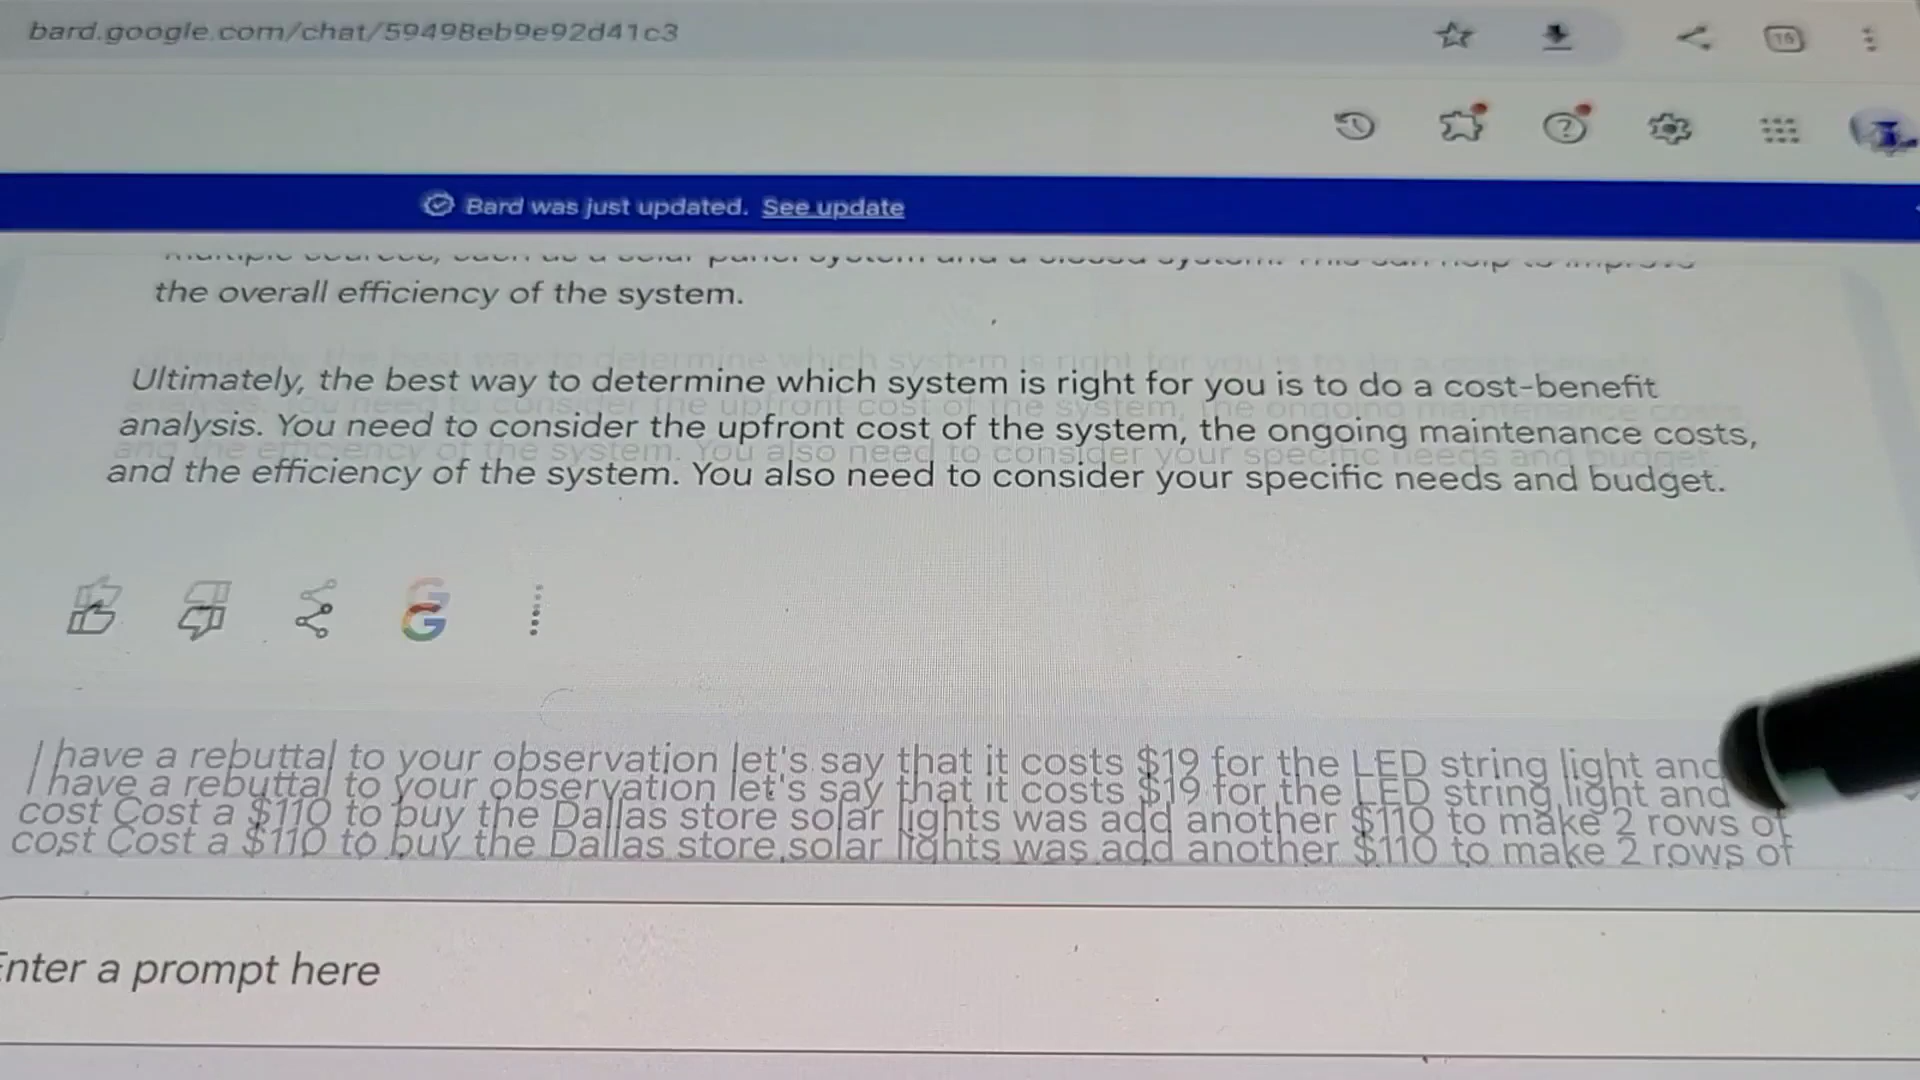 bard.google.com/chat/59498eb9e92d41c3
16
Bard was just updated. See update
the overall efficiency of the system.
Ultimately, the best way to determine which system is right for you is to do a cost-benefit
analysis. You need to consider the upfront cost of the system, the ongoing maintenance costs,
and the efficiency of the system. You also need to consider your specific needs and budget.
I have a rebuttal to your observation let's say that it costs $19 for the LED string light and
cost Cost a $110 to buy the Dallas store solar lights was add another $110 to make 2 rows of
Enter a prompt here